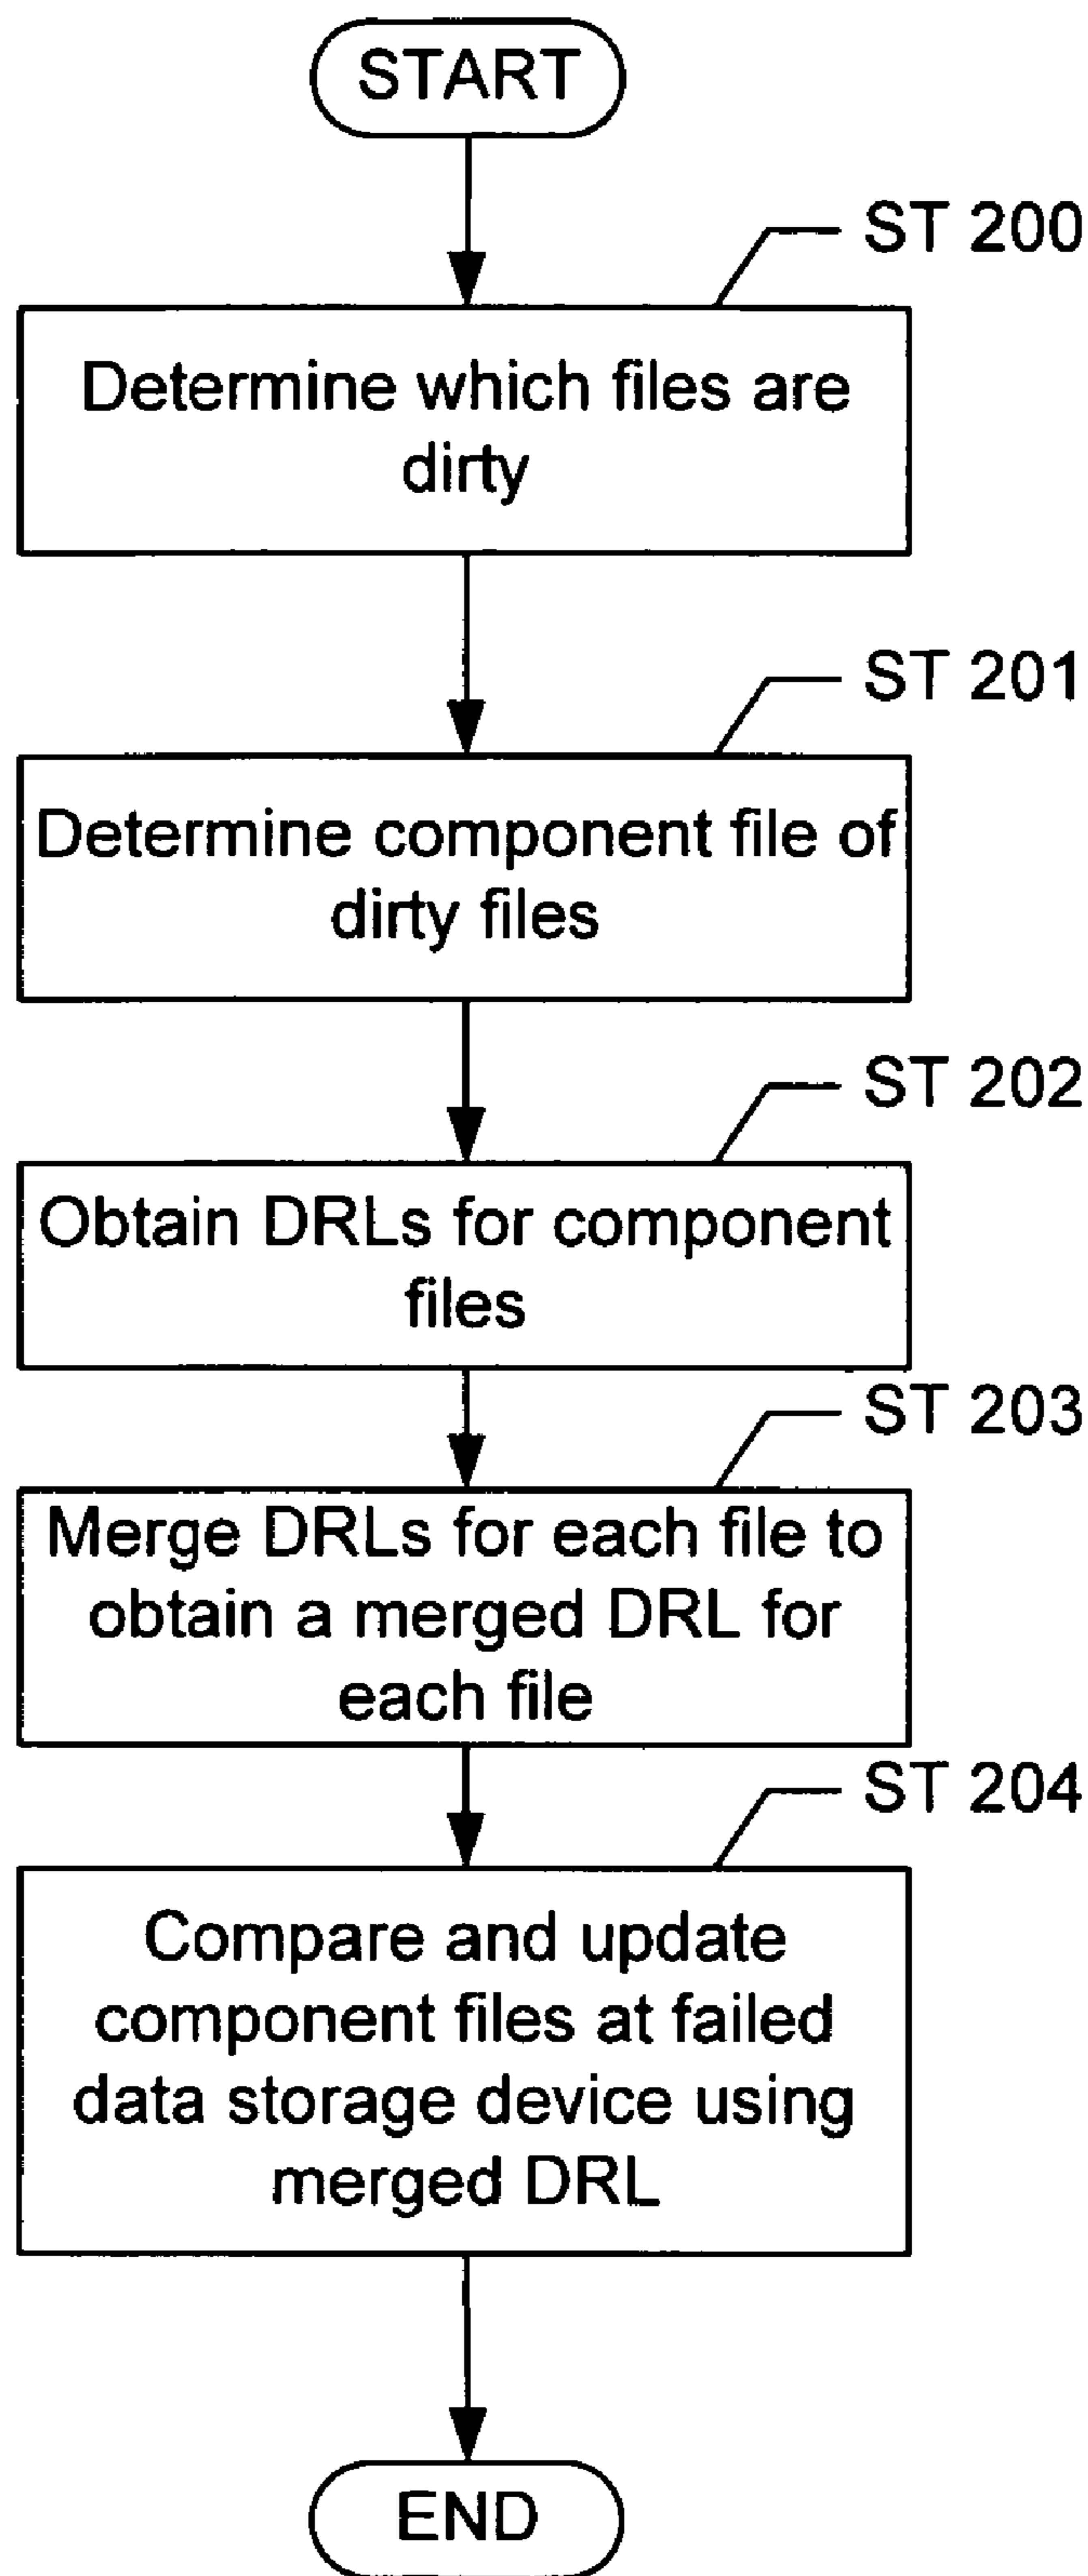 START
ST 200
Determine which files are
dirty
ST 201
Determine component file of
dirty files
ST 202
Obtain DRLs for component
files
ST 203
Merge DRLs for each file to
obtain a merged DRL for
each file
ST 204
Compare and update
component files at failed
data storage device using
merged DRL
END